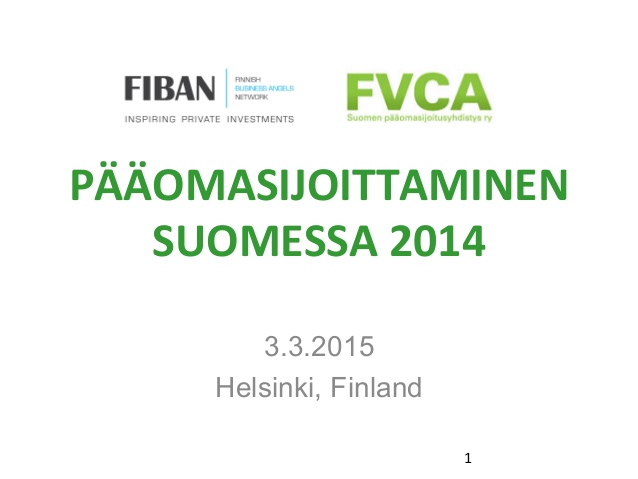 FIBAN
FINNISH
BUSINESS ANGELS
NETWORK
INSPIRING PRIVATE INVESTMENTS
FVCA
Suomen pääomasijoitusyhdistys ry
PÄÄOMASIJOITTAMINEN
SUOMESSA 2014
3.3.2015
Helsinki, Finland
1